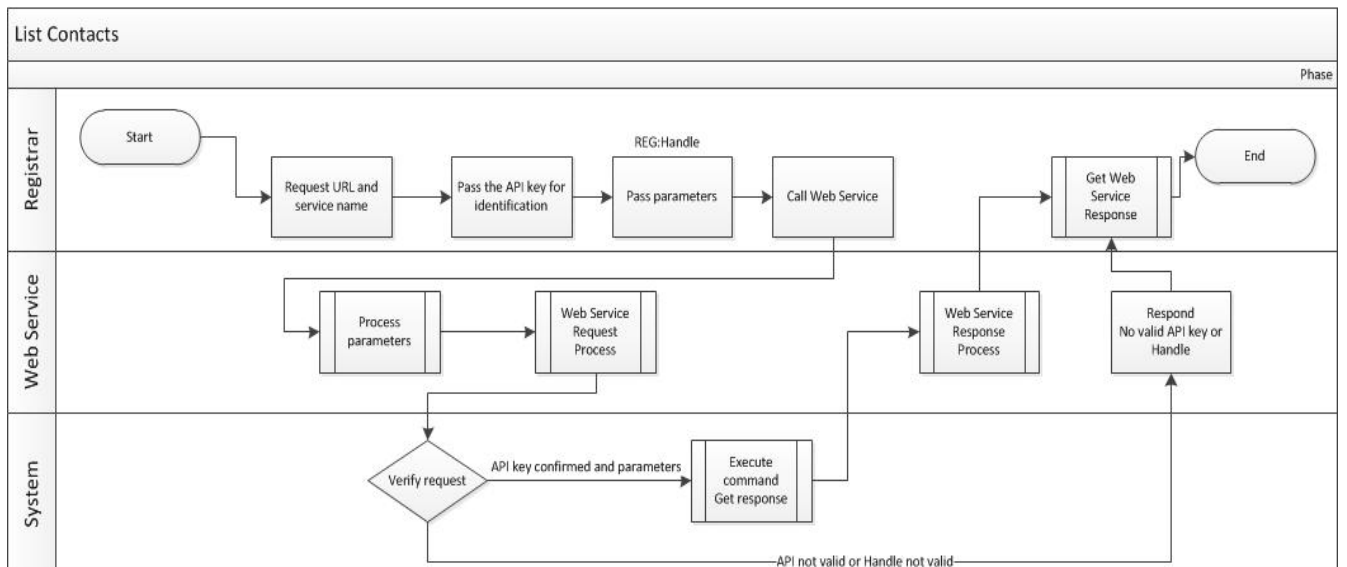 List Contacts
Phase
Registrar
Start
Request URL and
service name
Pass the API key for
identification
REG:Handle
Pass parameters
Call Web Service
Get Web
Service
Response
End
Web Service
Process
parameters
Web Service
Request
Process
Web Service
Response
Process
Respond
No valid API key or
Handle
System
Verify request
API key confirmed and parameters
Execute
command
Get response
API not valid or Handle not valid